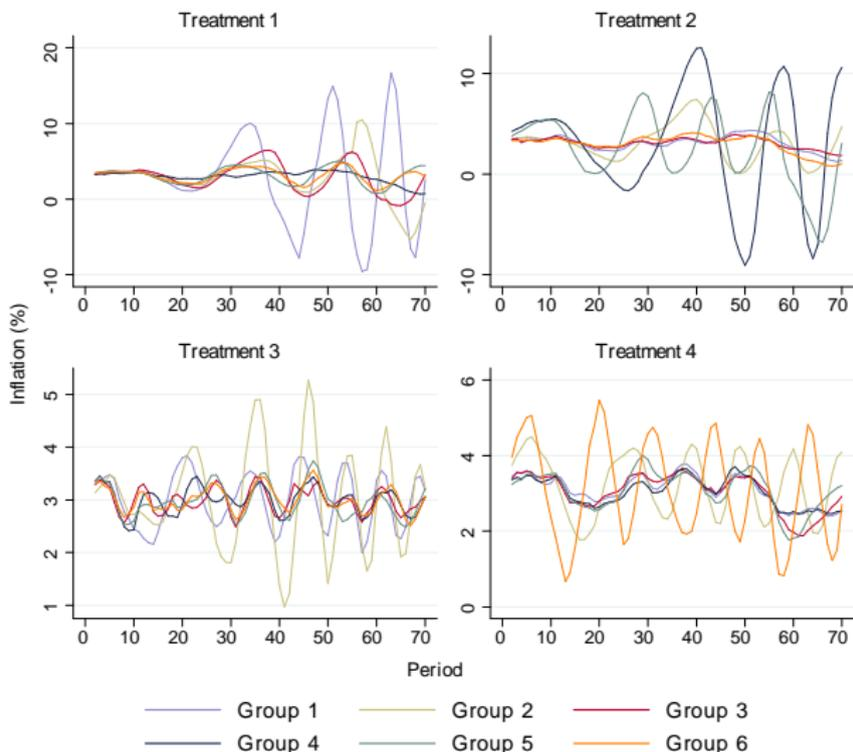 Treatment 1
Treatment 2
20
10
0
-10
10
0
-10
0 10 20 30 40 50 60 70
0 10 20 30 40 50 60 70
Inflation (%)
Treatment 3
Treatment 4
5
4
3
2
1
6
4
2
0
0 10 20 30 40 50 60 70
0 10 20 30 40 50 60 70
Period
Group 1 Group 2 Group 3
Group 4 Group 5 Group 6